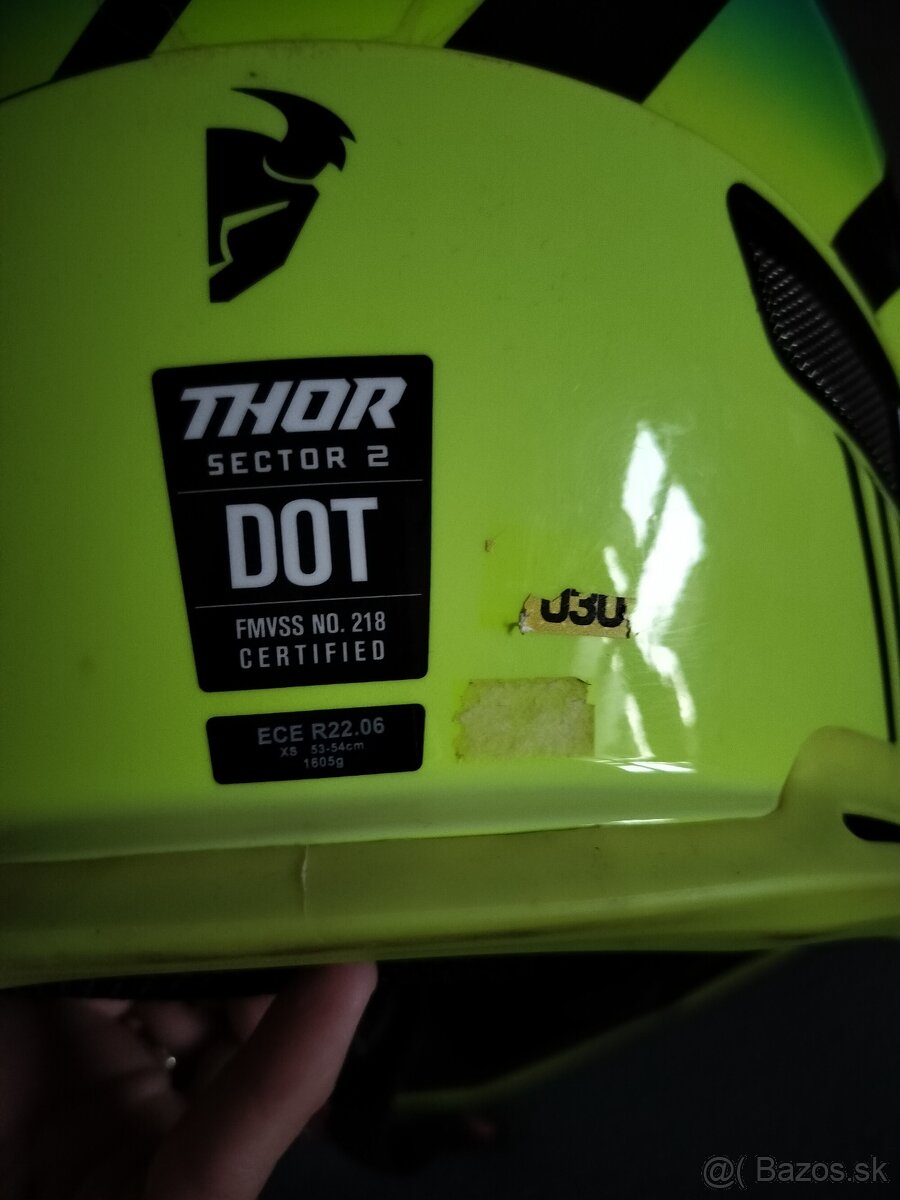 THOR
SECTOR 2
DOT
FMVSS NO. 218
CERTIFIED
ECE R22.06
XS 53-54cm
1605g
@( Bazos.sk